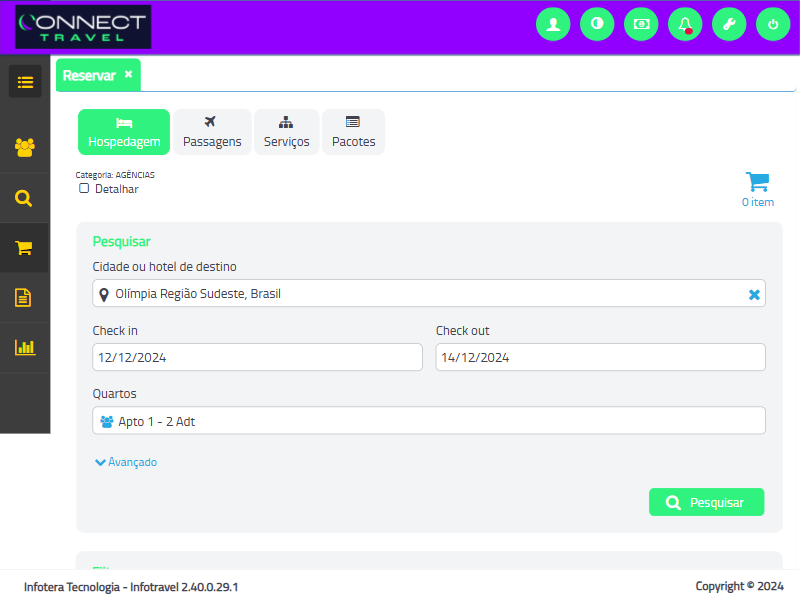 CONNECT
TRAVEL
Reservar ×
Hospedagem
Passagens
Serviços
Pacotes
Categoria: AGÊNCIAS
Detalhar
0 item
Pesquisar
Cidade ou hotel de destino
Olímpia Região Sudeste, Brasil
Check in
Check out
12/12/2024
14/12/2024
Quartos
Apto 1 - 2 Adt
Avançado
Pesquisar
Infotera Tecnologia - Infotravel 2.40.0.29.1
Copyright © 2024